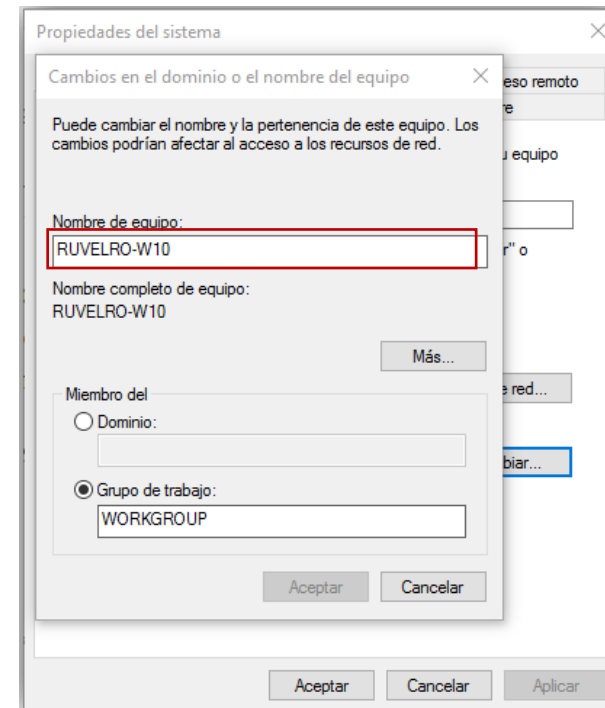 Propiedades del sistema
Cambios en el dominio o el nombre del equipo
eso remoto
Puede cambiar el nombre y la pertenencia de este equipo. Los
cambios podrían afectar al acceso a los recursos de red.
re
u equipo
Nombre de equipo:
RUVELRO-W10
r" o
Nombre completo de equipo:
RUVELRO-W10
Más...
e red...
Miembro del
Dominio:
biar...
Grupo de trabajo:
WORKGROUP
Aceptar Cancelar
Aceptar Cancelar Aplicar